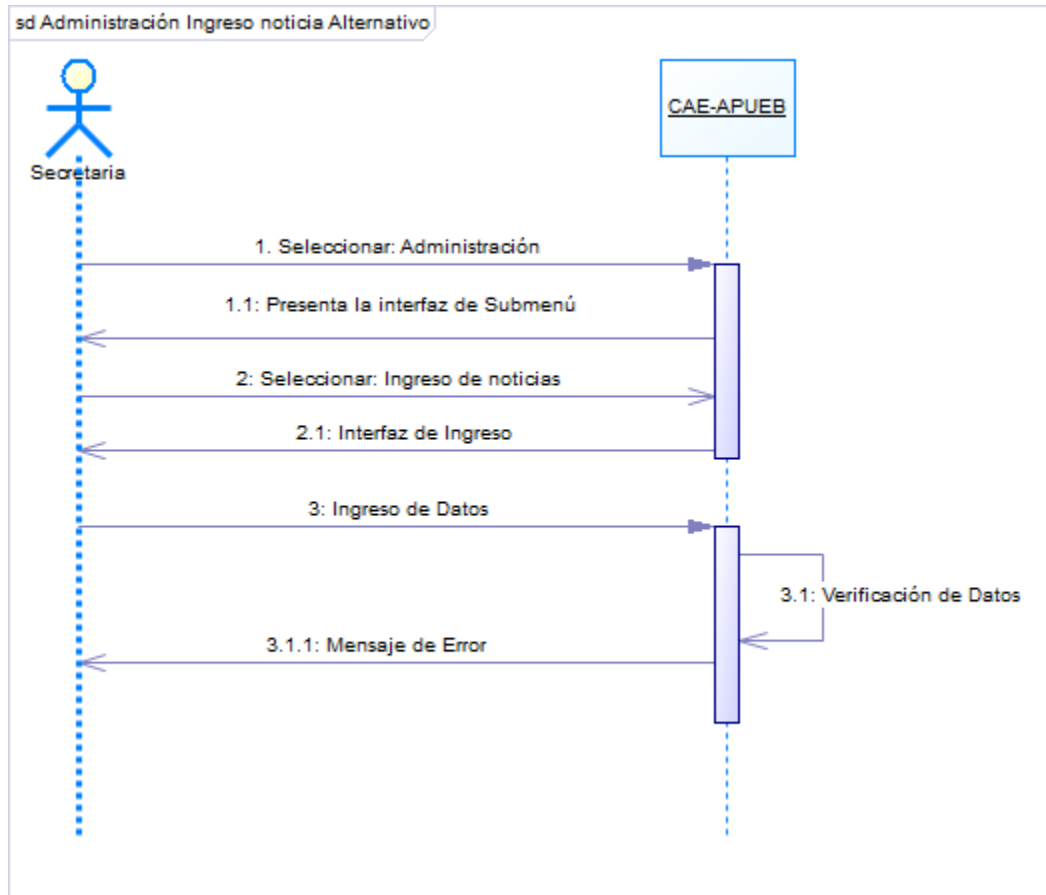 sd Administración Ingreso noticia Alternativo
CAE-APUEB
Secretaria
1. Seleccionar: Administración
1.1: Presenta la interfaz de Submenú
2: Seleccionar: Ingreso de noticias
2.1: Interfaz de Ingreso
3: Ingreso de Datos
3.1: Verificación de Datos
3.1.1: Mensaje de Error